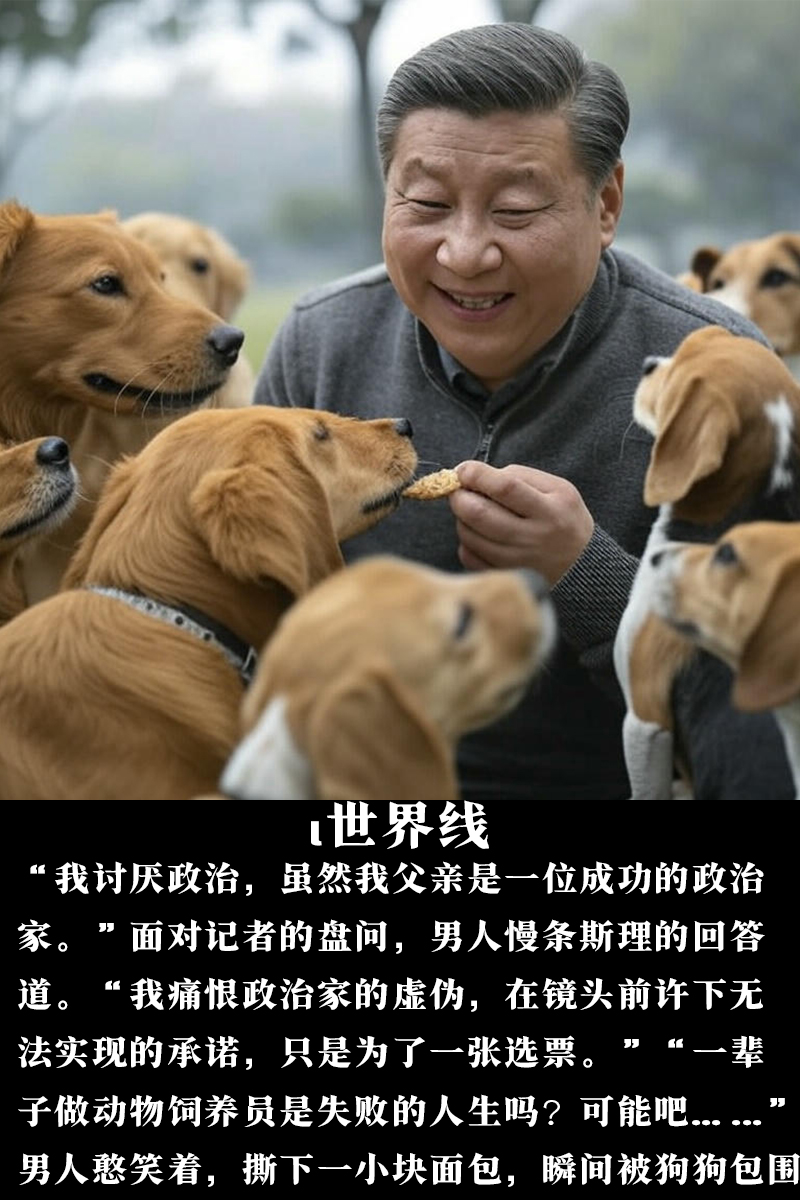 ι世界线
“我讨厌政治，虽然我父亲是一位成功的政治
家。”面对记者的盘问，男人慢条斯理的回答
道。“我痛恨政治家的虚伪，在镜头前许下无
法实现的承诺，只是为了一张选票。”“一辈
子做动物饲养员是失败的人生吗？可能吧... ...”
男人憨笑着，撕下一小块面包，瞬间被狗狗包围